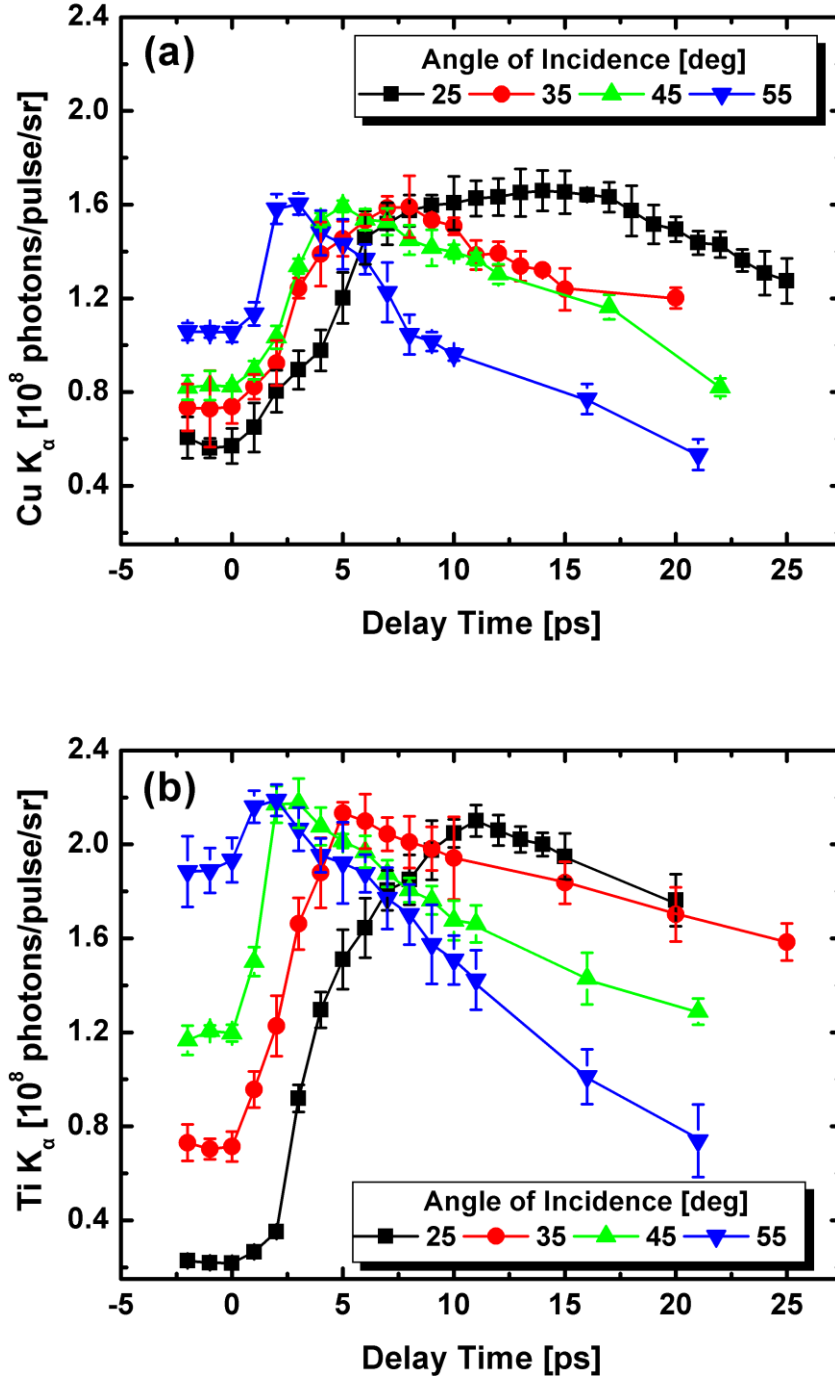 (a)
Angle of Incidence [deg]
25 35 45 55
2.4
2.0
1.6
1.2
0.8
0.4
Cu Kα [10⁸ photons/pulse/sr]
-5 0 5 10 15 20 25
Delay Time [ps]
(b)
2.4
2.0
1.6
1.2
0.8
0.4
Ti Kα [10⁸ photons/pulse/sr]
Angle of Incidence [deg]
25 35 45 55
-5 0 5 10 15 20 25
Delay Time [ps]